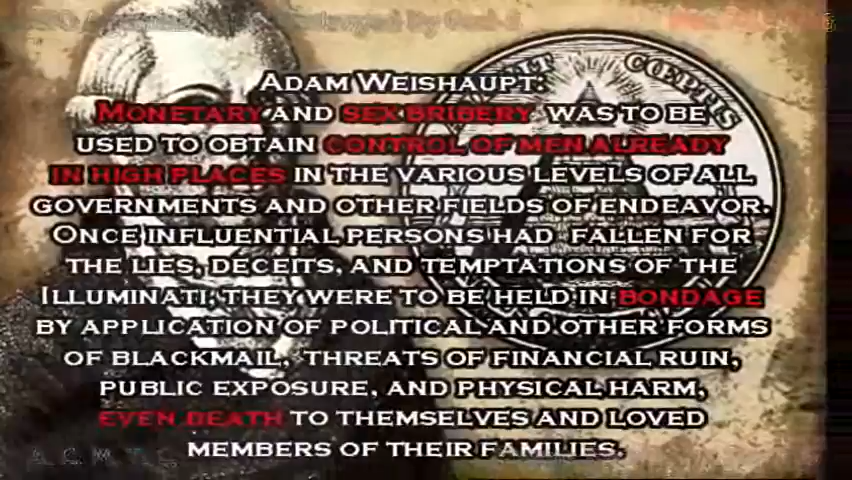 Adam Weishaupt:
Monetary and sex bribery was to be
used to obtain control of men already
in high places in the various levels of all
governments and other fields of endeavor.
Once influential persons had fallen for
the lies, deceits, and temptations of the
Illuminati, they were to be held in bondage
by application of political and other forms
of blackmail, threats of financial ruin,
public exposure, and physical harm,
even death to themselves and loved
members of their families.
CŒPTIS